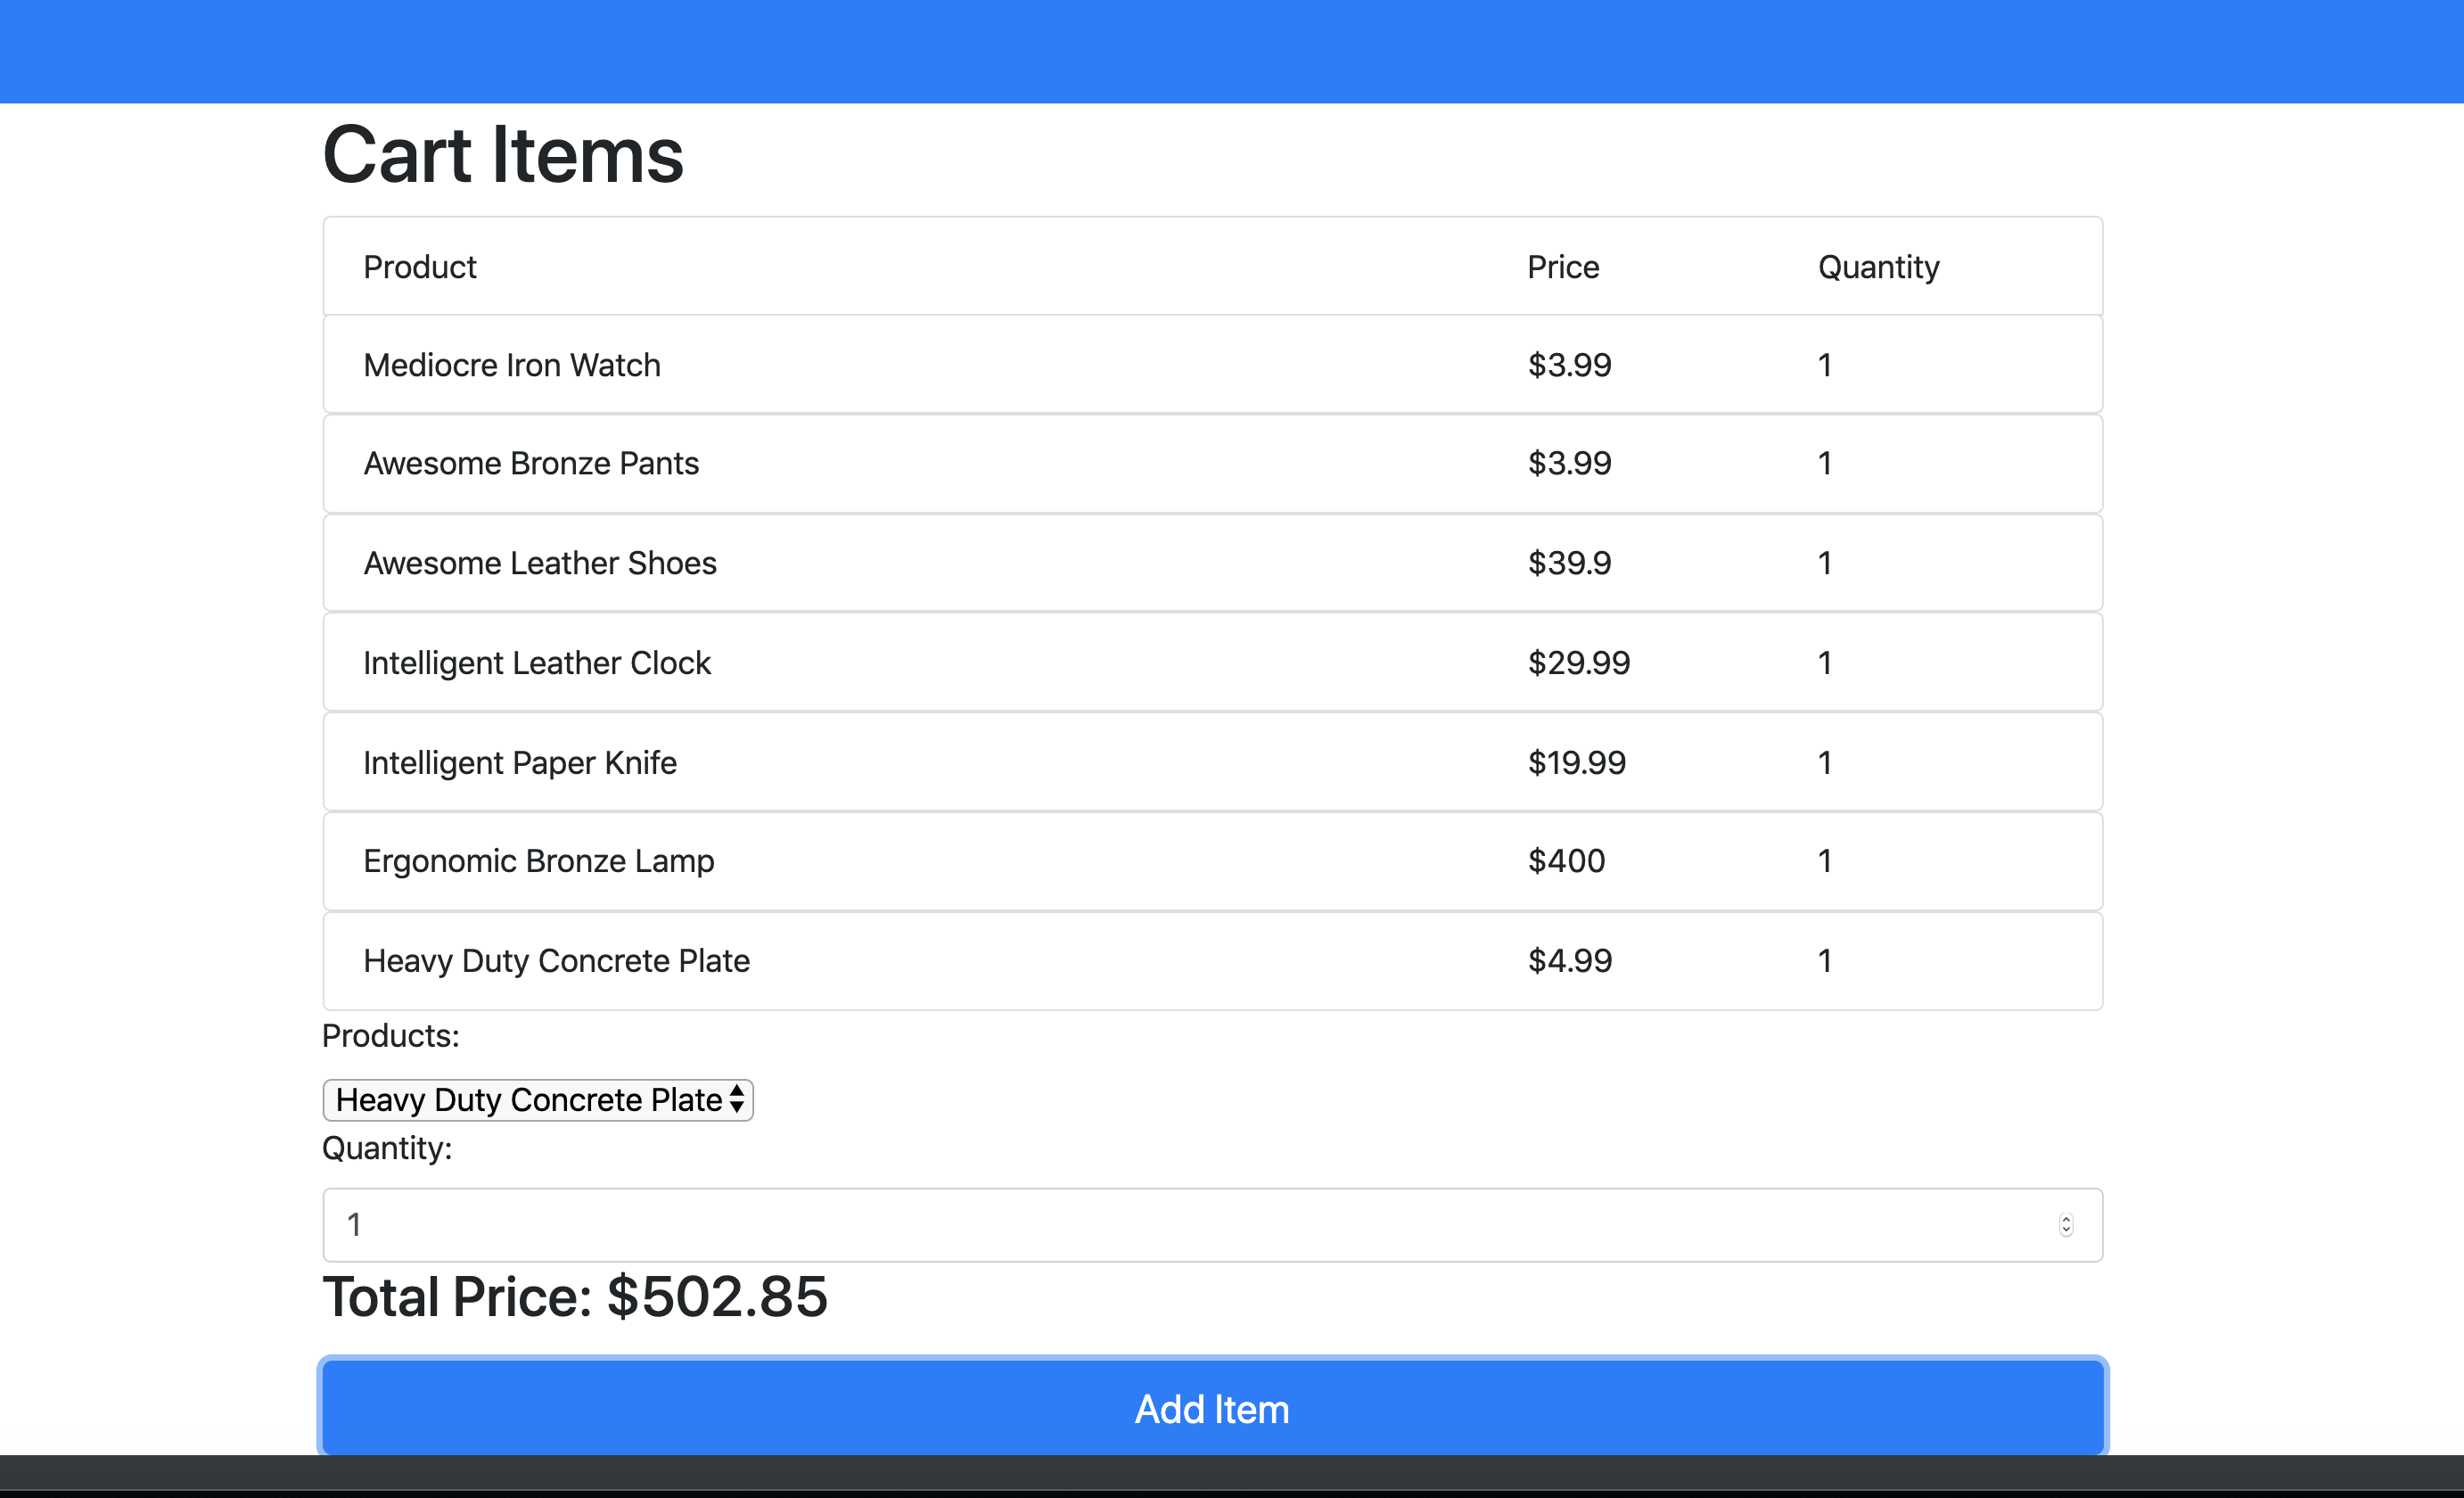 Cart Items
Product Price Quantity
Mediocre Iron Watch $3.99 1
Awesome Bronze Pants $3.99 1
Awesome Leather Shoes $39.9 1
Intelligent Leather Clock $29.99 1
Intelligent Paper Knife $19.99 1
Ergonomic Bronze Lamp $400 1
Heavy Duty Concrete Plate $4.99 1
Products:
Heavy Duty Concrete Plate
Quantity:
1
Total Price: $502.85
Add Item